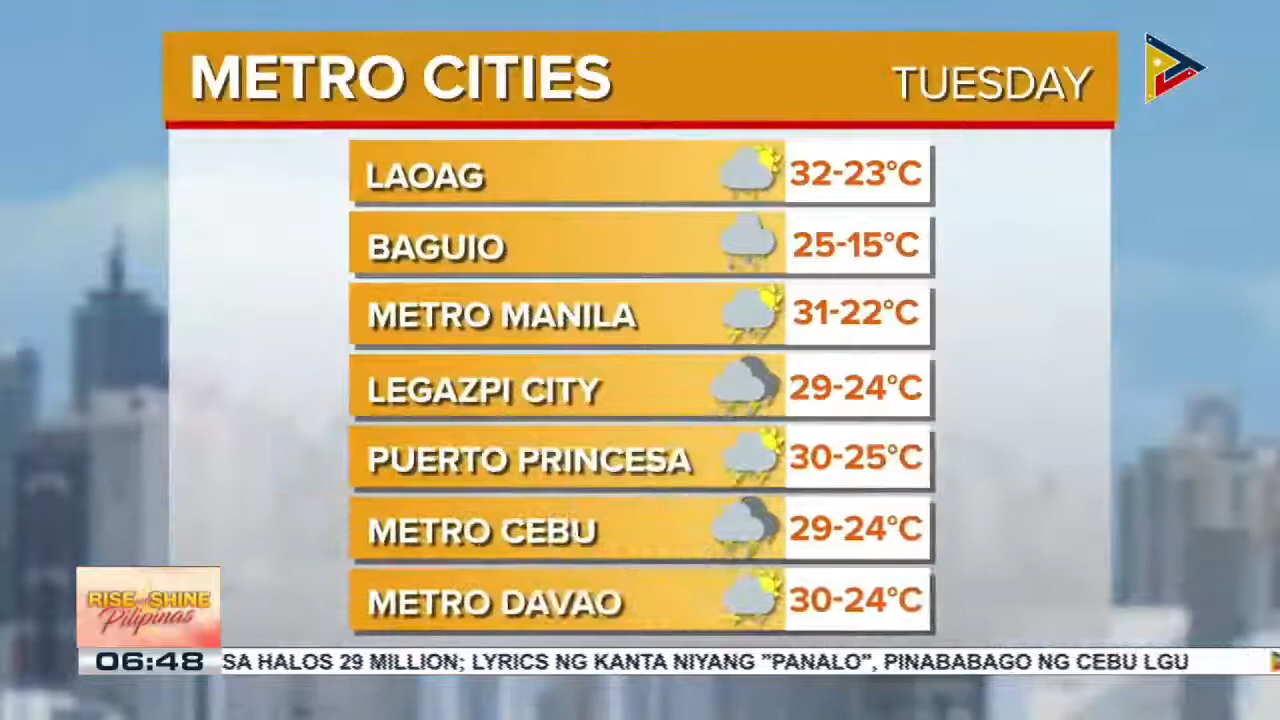 METRO CITIES
TUESDAY
LAOAG 32-23°C
BAGUIO 25-15°C
METRO MANILA 31-22°C
LEGAZPI CITY 29-24°C
PUERTO PRINCESA 30-25°C
METRO CEBU 29-24°C
METRO DAVAO 30-24°C
RISE and SHINE
Pilipinas
06:48
SA HALOS 29 MILLION; LYRICS NG KANTA NIYANG "PANALO", PINABABAGO NG CEBU LGU